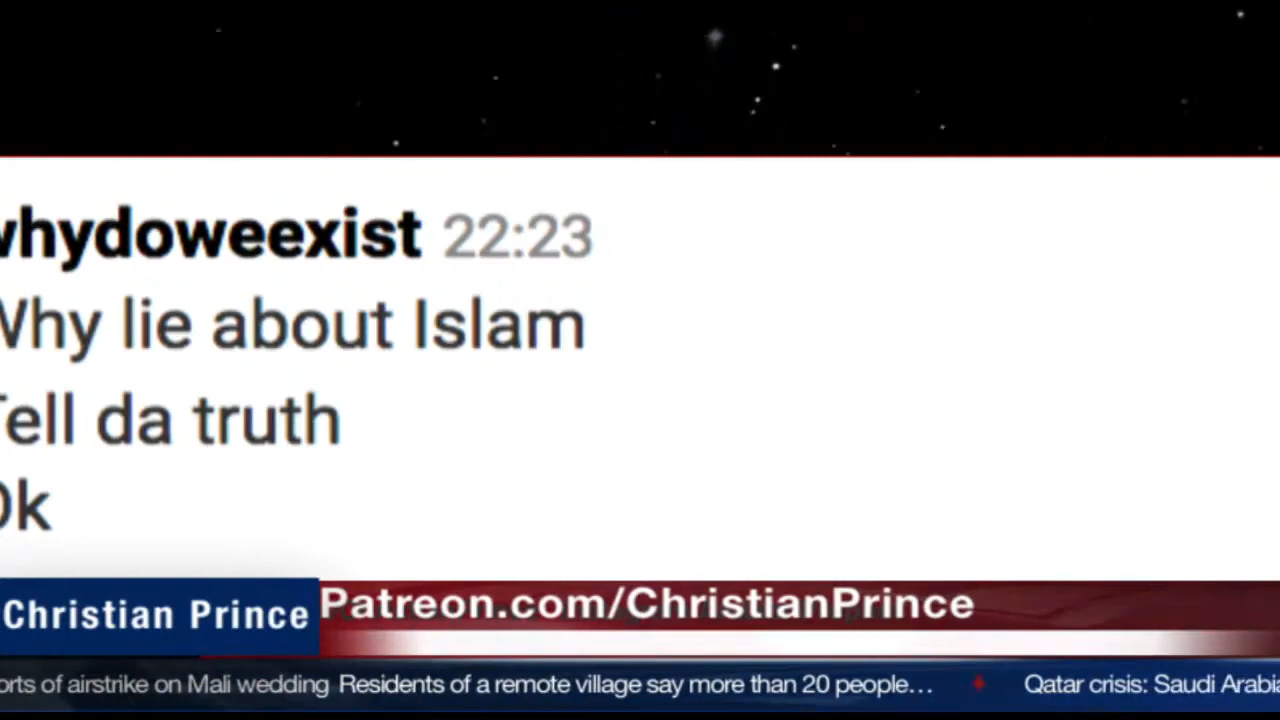 whydoweexist 22:23
Why lie about Islam
Tell da truth
Ok
Christian Prince
Patreon.com/ChristianPrince
orts of airstrike on Mali wedding Residents of a remote village say more than 20 people… Qatar crisis: Saudi Arabia